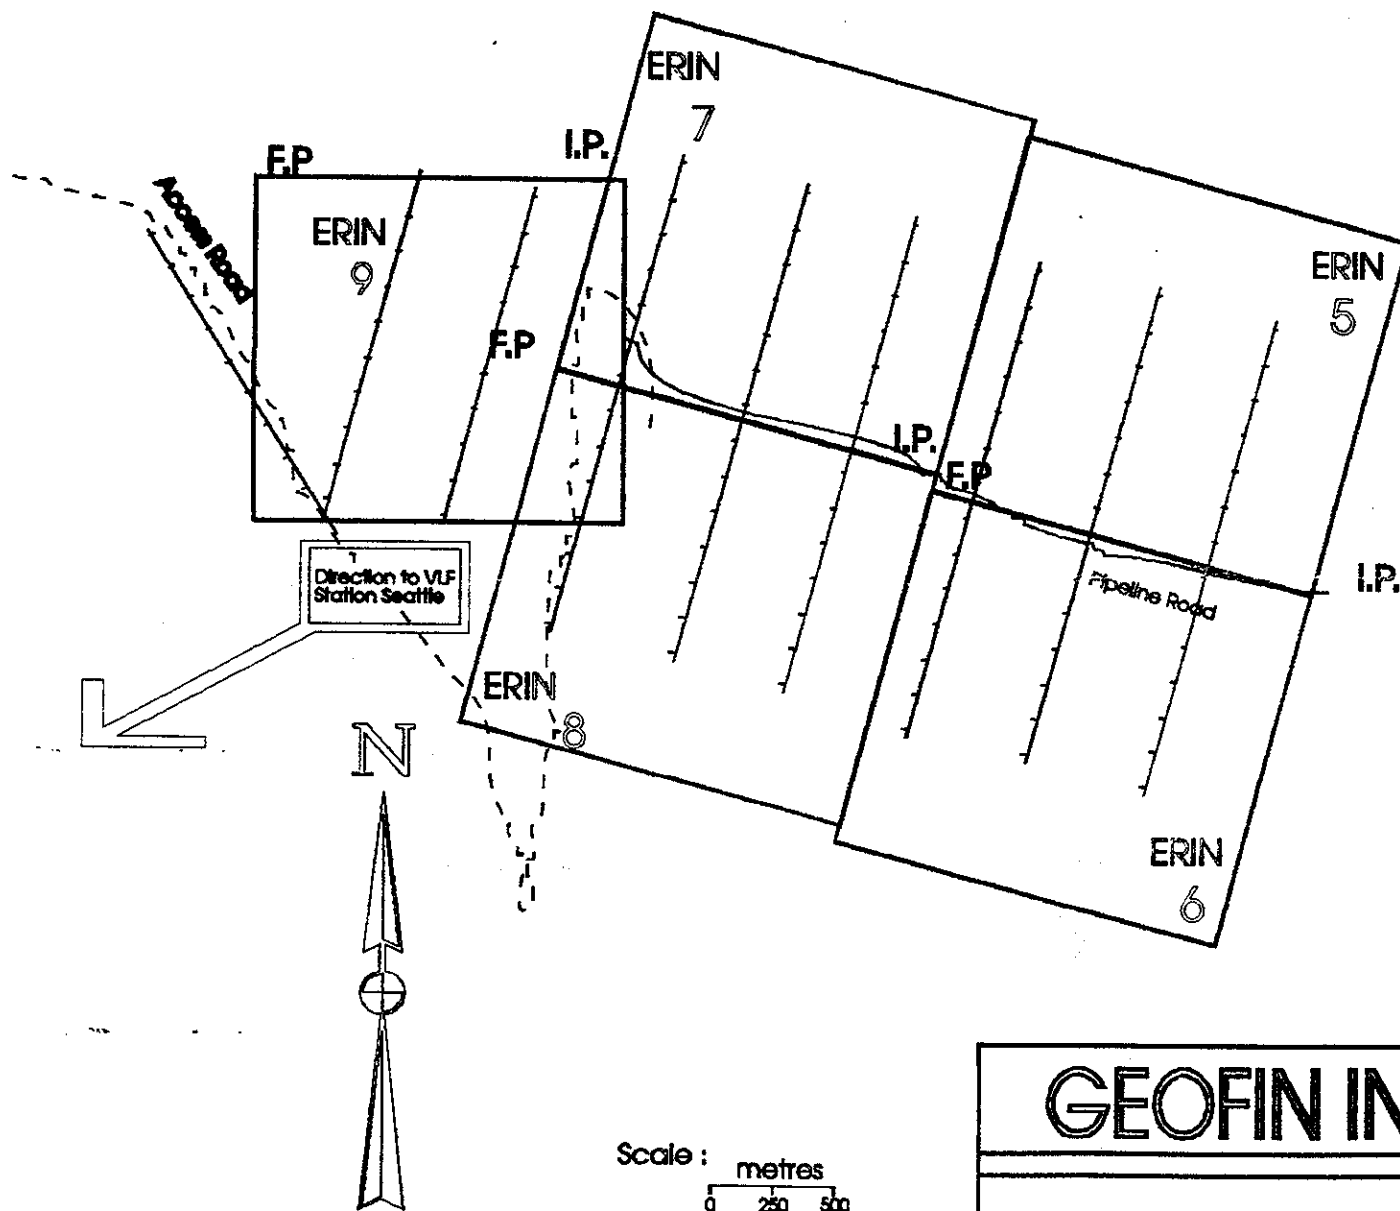 ERIN
7
I.P.
F.P
Access Road
ERIN
9
ERIN
5
F.P
I.P.
F.P
Pipeline Road
I.P.
Direction to VLF
Station Seattle
ERIN
8
N
ERIN
6
GEOFIN
Scale :
metres
0 250 500